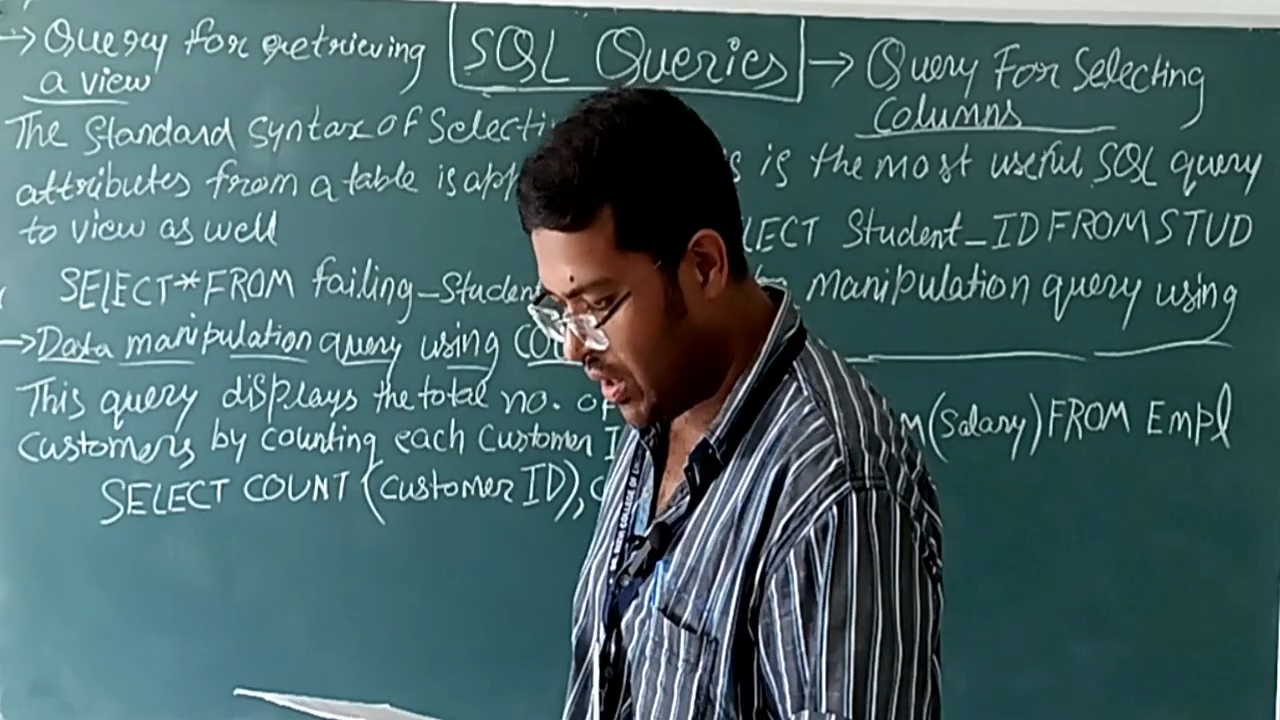 SQL Queries
→ Query for retrieving
a view
The Standard Syntax of Selecti
attributes from a table is app
to view as well
SELECT*FROM failing_Studen
→ Data manipulation query using CO
This query displays the total no. of
Customers by counting each Customer I
SELECT COUNT (CustomerID), C
→ Query For Selecting
Columns
s is the most useful SQL query
LECT Student_ID FROM STUD
manipulation query using
M(Salary) FROM Empl